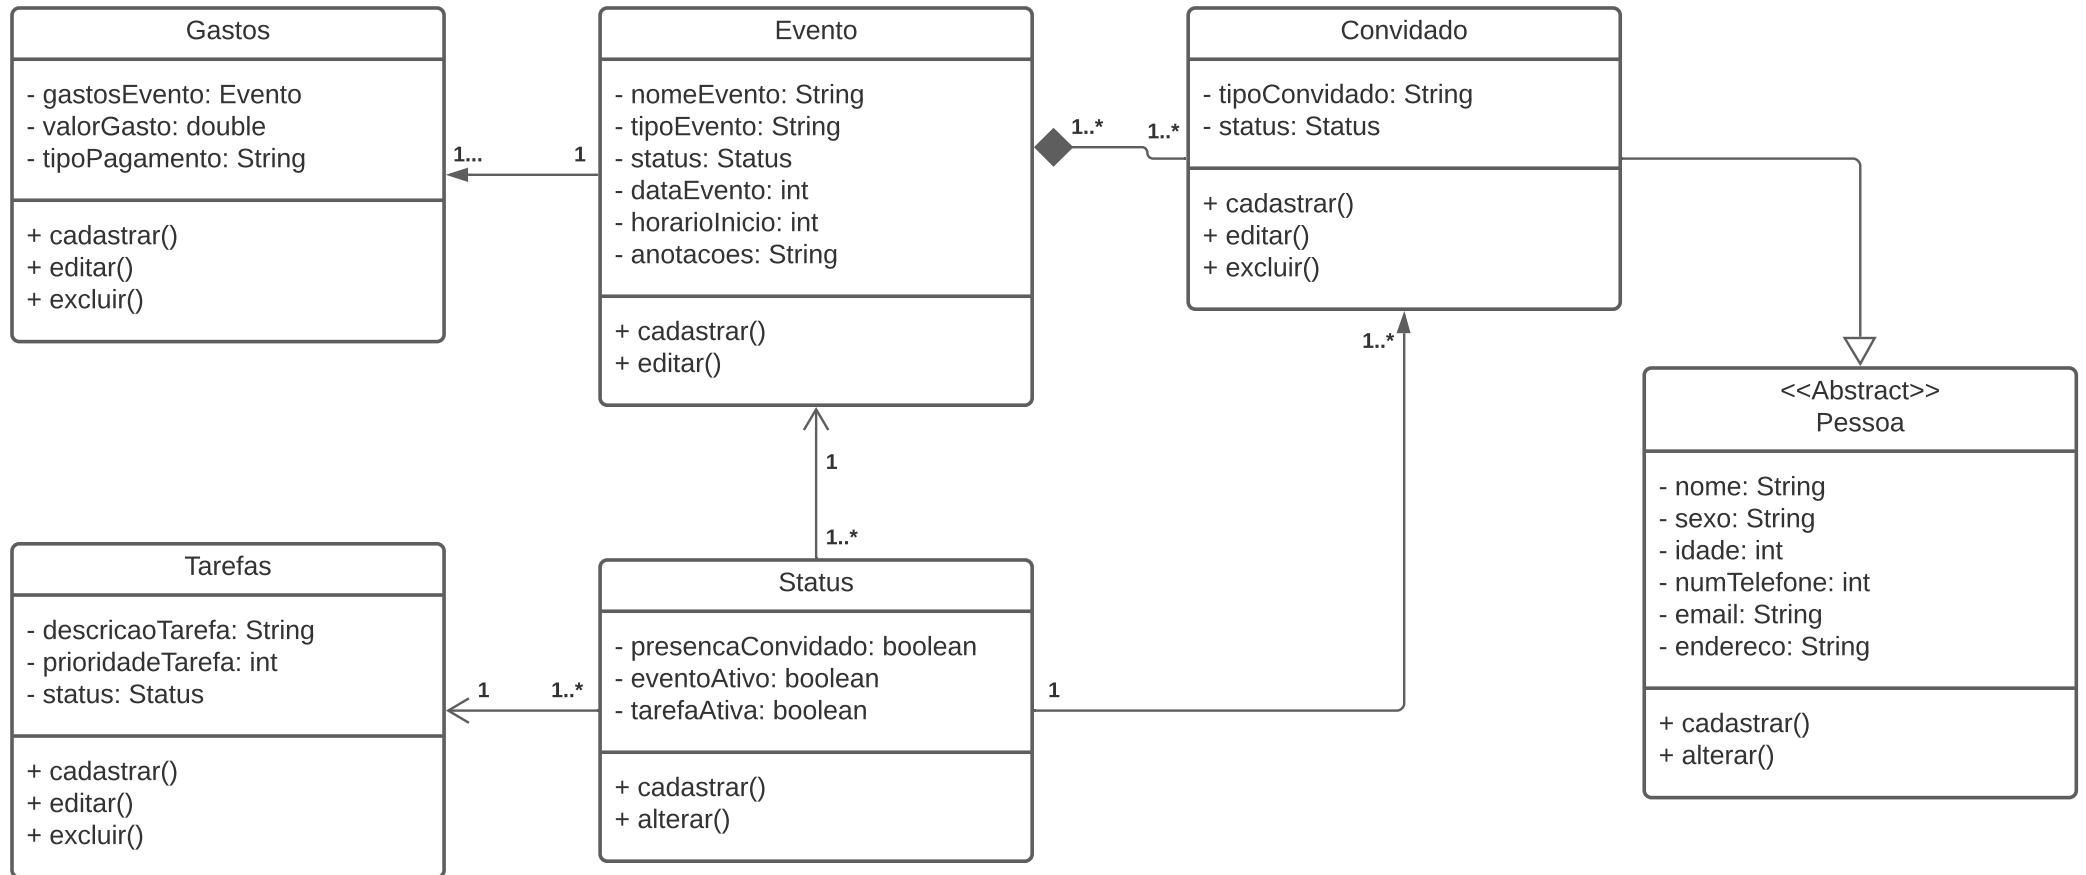 Gastos
- gastosEvento: Evento
- valorGasto: double
- tipoPagamento: String
+ cadastrar()
+ editar()
+ excluir()
1...
1
Evento
- nomeEvento: String
- tipoEvento: String
- status: Status
- dataEvento: int
- horarioInicio: int
- anotacoes: String
+ cadastrar()
+ editar()
1..*
1..*
Convidado
- tipoConvidado: String
- status: Status
+ cadastrar()
+ editar()
+ excluir()
1..*
<<Abstract>>
Pessoa
- nome: String
- sexo: String
- idade: int
- numTelefone: int
- email: String
- endereco: String
+ cadastrar()
+ alterar()
1
1..*
Tarefas
- descricaoTarefa: String
- prioridadeTarefa: int
- status: Status
+ cadastrar()
+ editar()
+ excluir()
1
1..*
Status
- presencaConvidado: boolean
- eventoAtivo: boolean
- tarefaAtiva: boolean
+ cadastrar()
+ alterar()
1